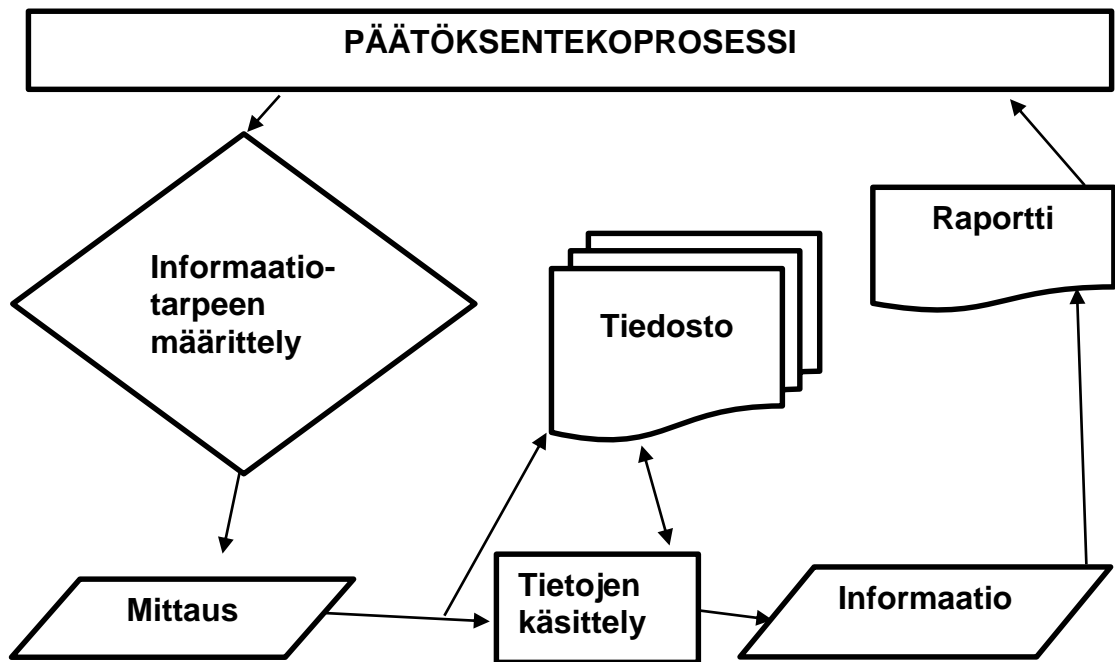 PÄÄTÖKSENTEKOPROSESSI
Informaatio-
tarpeen
määrittely
Tiedosto
Raportti
Mittaus
Tietojen
käsittely
Informaatio